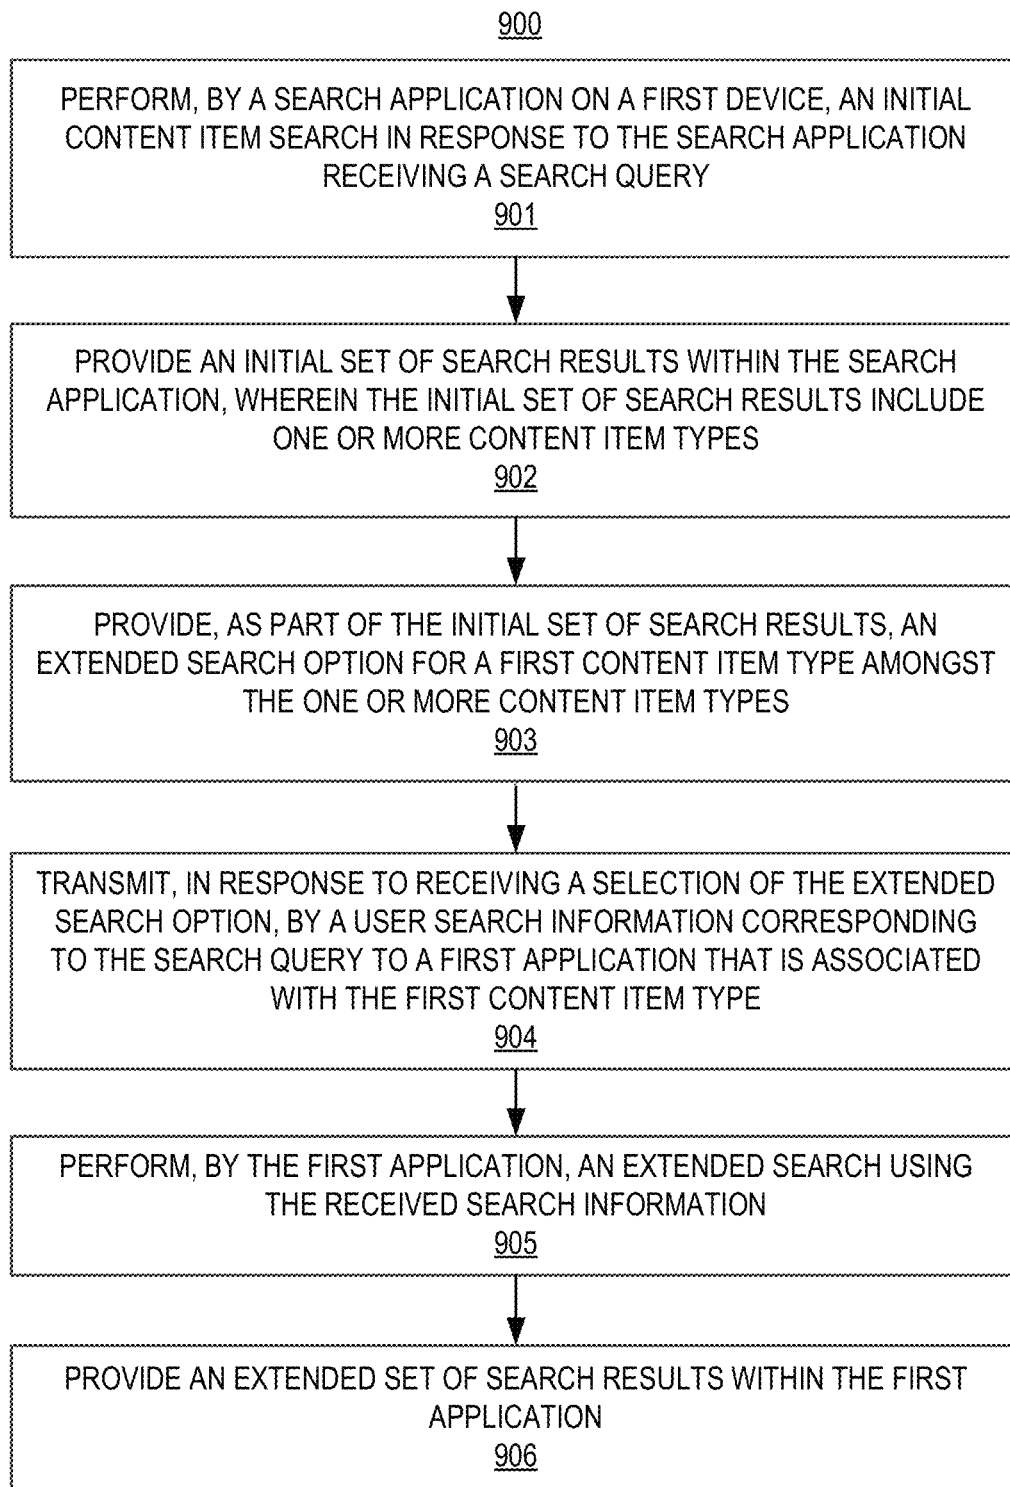 900
PERFORM, BY A SEARCH APPLICATION ON A FIRST DEVICE, AN INITIAL
CONTENT ITEM SEARCH IN RESPONSE TO THE SEARCH APPLICATION
RECEIVING A SEARCH QUERY
901
PROVIDE AN INITIAL SET OF SEARCH RESULTS WITHIN THE SEARCH
APPLICATION, WHEREIN THE INITIAL SET OF SEARCH RESULTS INCLUDE
ONE OR MORE CONTENT ITEM TYPES
902
PROVIDE, AS PART OF THE INITIAL SET OF SEARCH RESULTS, AN
EXTENDED SEARCH OPTION FOR A FIRST CONTENT ITEM TYPE AMONGST
THE ONE OR MORE CONTENT ITEM TYPES
903
TRANSMIT, IN RESPONSE TO RECEIVING A SELECTION OF THE EXTENDED
SEARCH OPTION, BY A USER SEARCH INFORMATION CORRESPONDING
TO THE SEARCH QUERY TO A FIRST APPLICATION THAT IS ASSOCIATED
WITH THE FIRST CONTENT ITEM TYPE
904
PERFORM, BY THE FIRST APPLICATION, AN EXTENDED SEARCH USING
THE RECEIVED SEARCH INFORMATION
905
PROVIDE AN EXTENDED SET OF SEARCH RESULTS WITHIN THE FIRST
APPLICATION
906